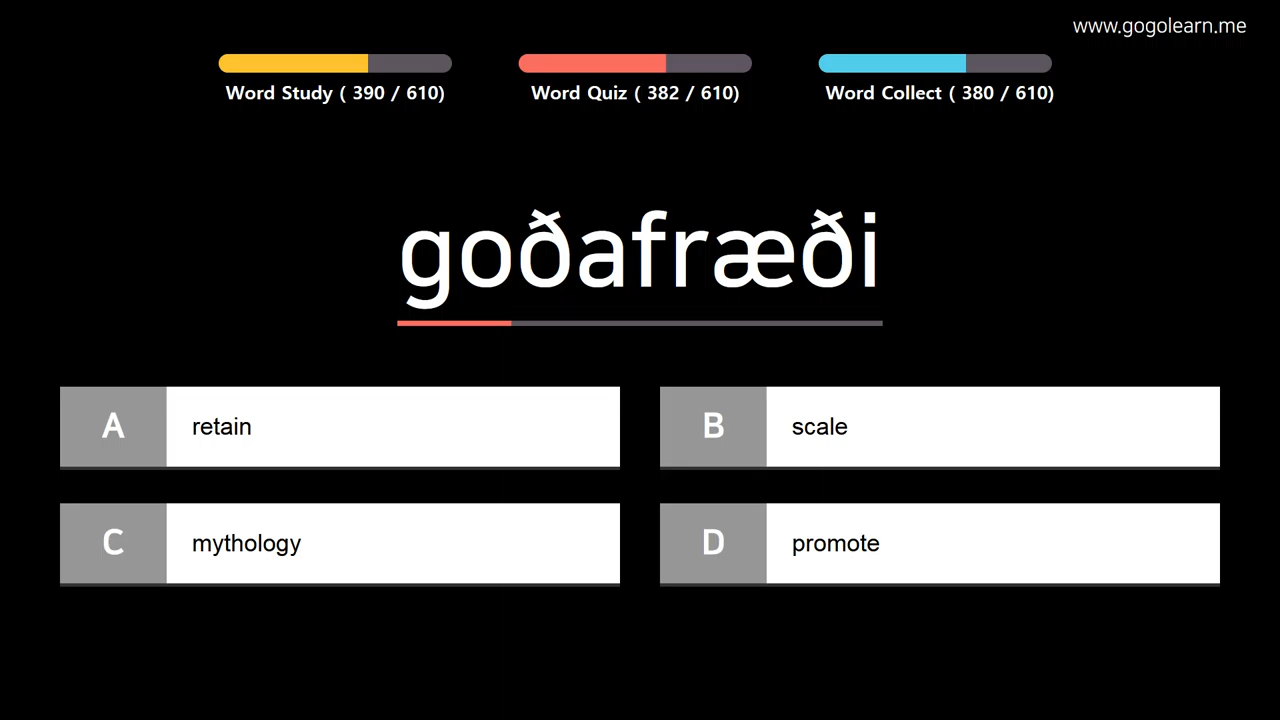 www.gogolearn.me
Word Study ( 390 / 610)
Word Quiz ( 382 / 610)
Word Collect ( 380 / 610)
goðafræði
A
retain
B
scale
C
mythology
D
promote